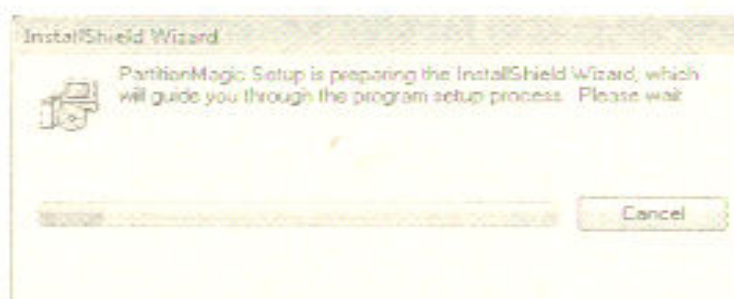 InstallShield Wizard
PartitionMagic Setup is preparing the InstallShield Wizard, which
will guide you through the program setup process. Please wait
Cancel